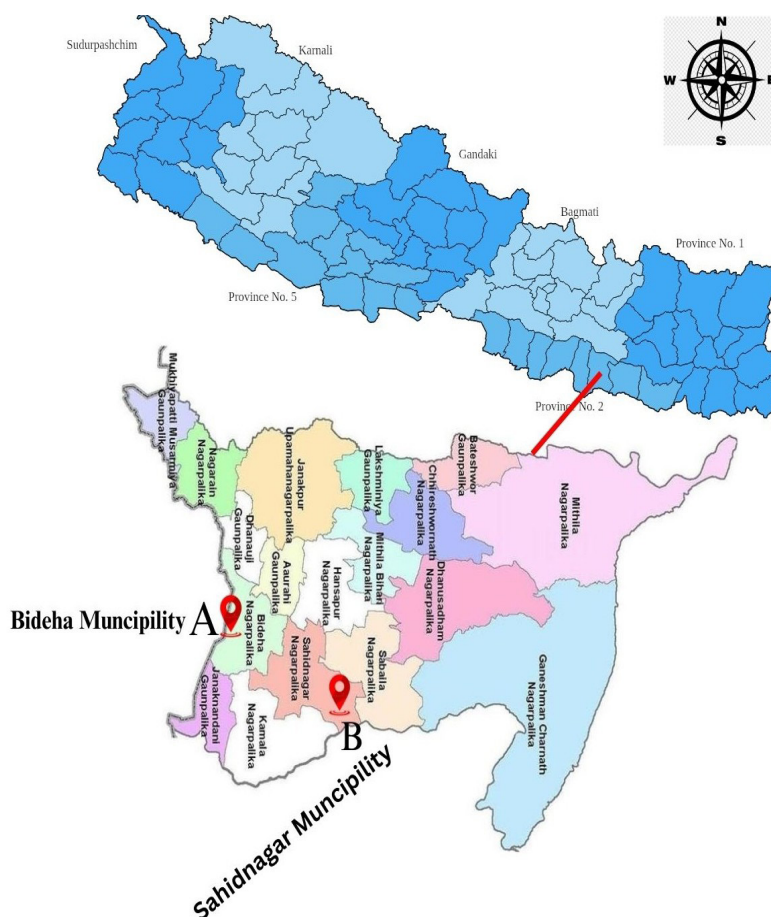 N
W
E
S
Sudurpashchim
Karnali
Gandaki
Bagmati
Province No. 1
Province No. 5
Province No. 2
Mukhiyapatti Musarmiya
Gaunpalika
Nagarain
Nagarpalika
Janakpur
Upamahanagarpalika
Lakshminiya
Gaunpalika
Bateshwor
Gaunpalika
Chhireshwornath
Nagarpalika
Mithila
Nagarpalika
Dhanauji
Gaunpalika
Aaurahi
Gaunpalika
Hansapur
Nagarpalika
Mithila Bihari
Nagarpalika
Dhanusadham
Nagarpalika
Bideha Muncipility A
Bideha
Nagarpalika
Sahidnagar
Nagarpalika
Sabaila
Nagarpalika
Ganeshman Charnath
Nagarpalika
Janaknandani
Gaunpalika
Kamala
Nagarpalika
B
Sahidnagar Muncipility